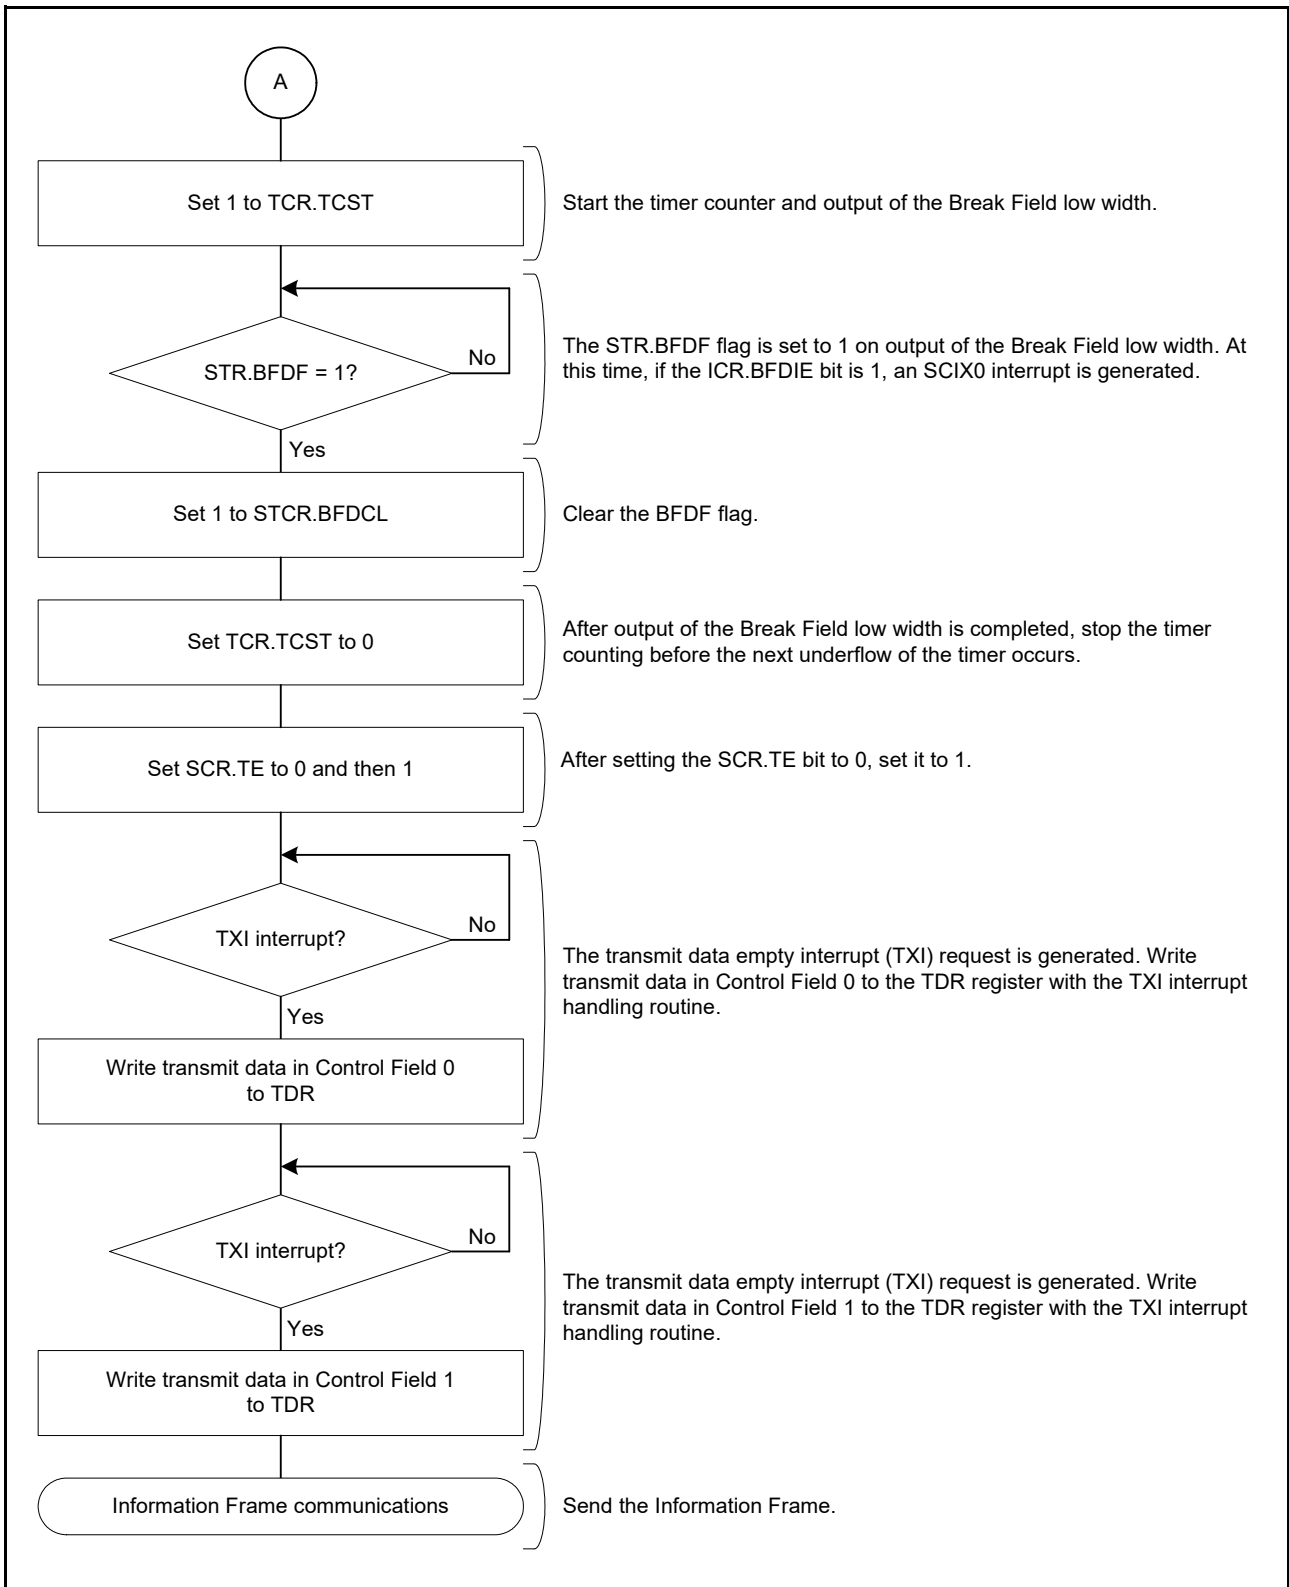 A
Set 1 to TCR.TCST
Start the timer counter and output of the Break Field low width.
STR.BFDF = 1?
No
The STR.BFDF flag is set to 1 on output of the Break Field low width. At
this time, if the ICR.BFDIE bit is 1, an SCIX0 interrupt is generated.
Yes
Set 1 to STCR.BFDCL
Clear the BFDF flag.
Set TCR.TCST to 0
After output of the Break Field low width is completed, stop the timer
counting before the next underflow of the timer occurs.
Set SCR.TE to 0 and then 1
After setting the SCR.TE bit to 0, set it to 1.
TXI interrupt?
No
Yes
The transmit data empty interrupt (TXI) request is generated. Write
transmit data in Control Field 0 to the TDR register with the TXI interrupt
handling routine.
Write transmit data in Control Field 0
to TDR
TXI interrupt?
No
Yes
The transmit data empty interrupt (TXI) request is generated. Write
transmit data in Control Field 1 to the TDR register with the TXI interrupt
handling routine.
Write transmit data in Control Field 1
to TDR
Information Frame communications
Send the Information Frame.